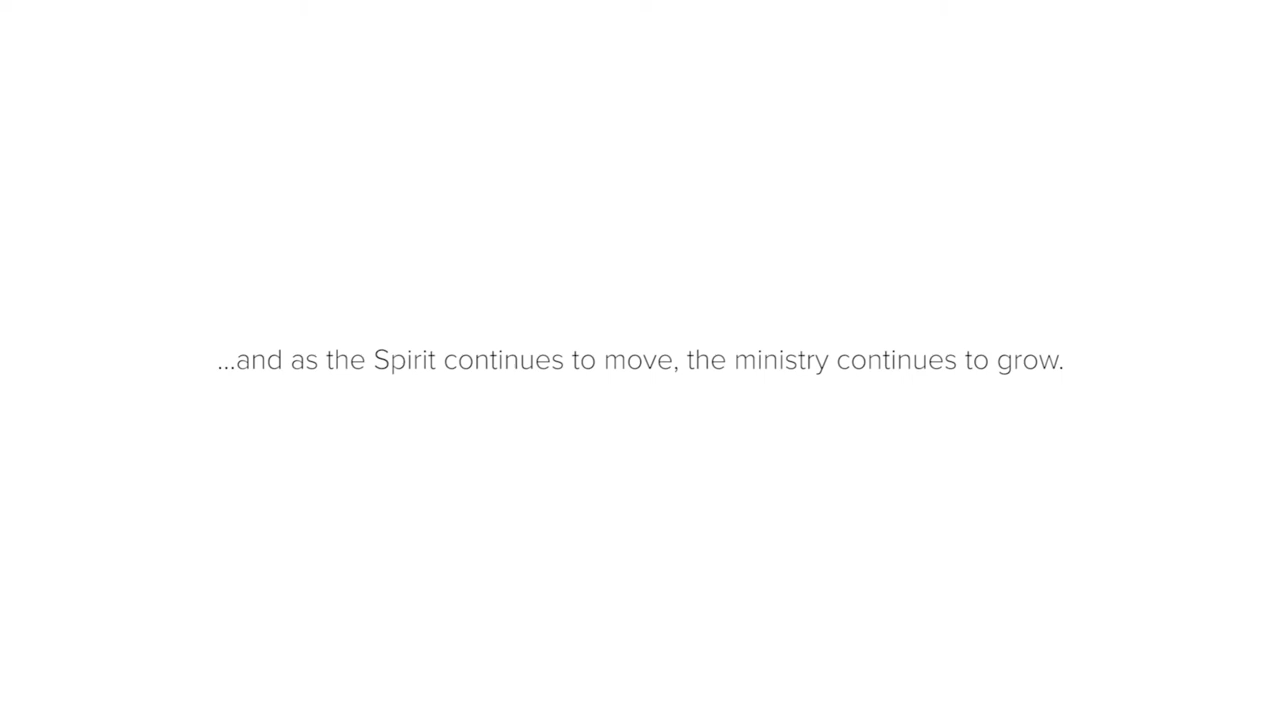 ...and as the Spirit continues to move, the ministry continues to grow.